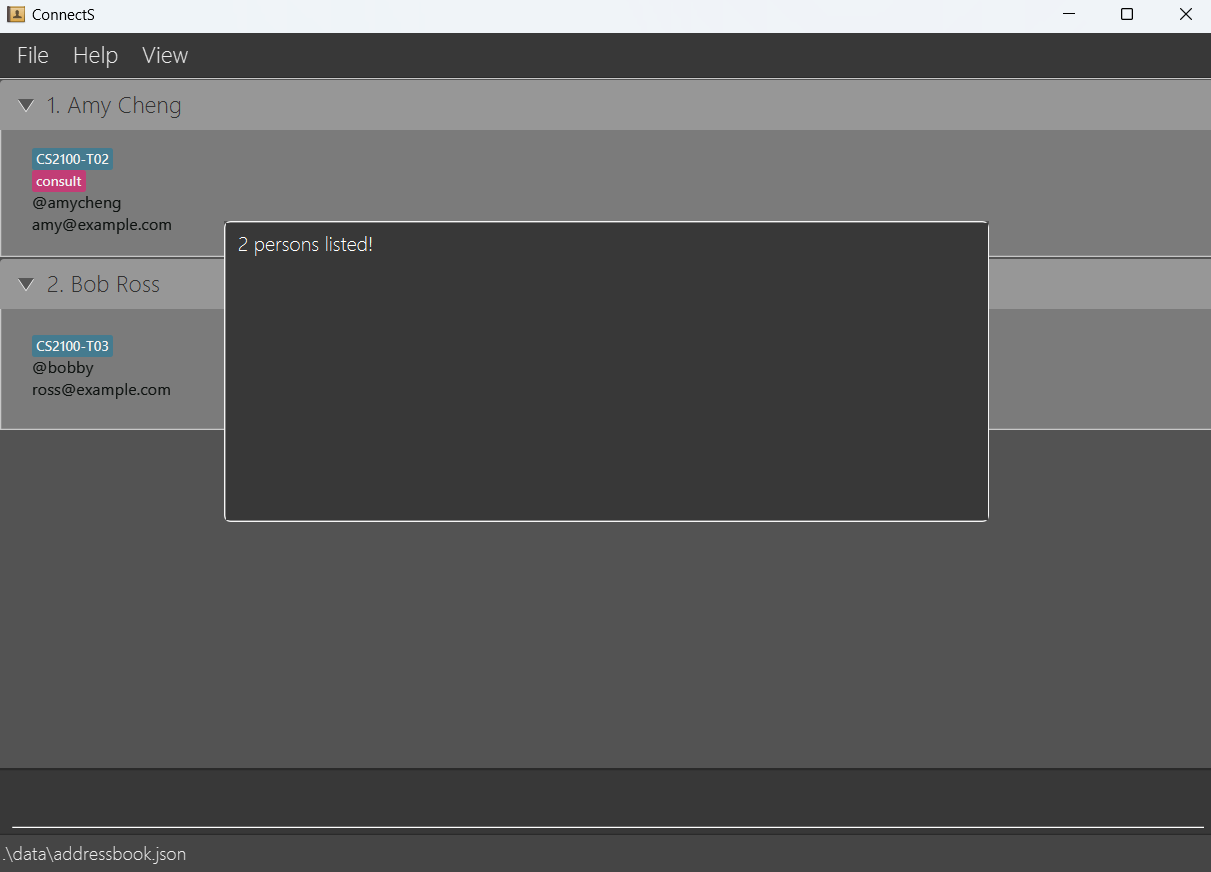 ConnectS
File Help View
1. Amy Cheng
CS2100-T02
consult
@amycheng
amy@example.com
2 persons listed!
2. Bob Ross
CS2100-T03
@bobby
ross@example.com
.\data\addressbook.json